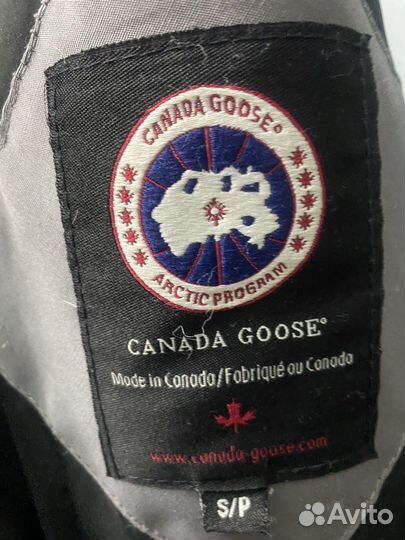 CANADA GOOSE®
ARCTIC PROGRAM
CANADA GOOSE®
Made in Canada/Fabriqué au Canada
www.canada-goose.com
S/P
Avito